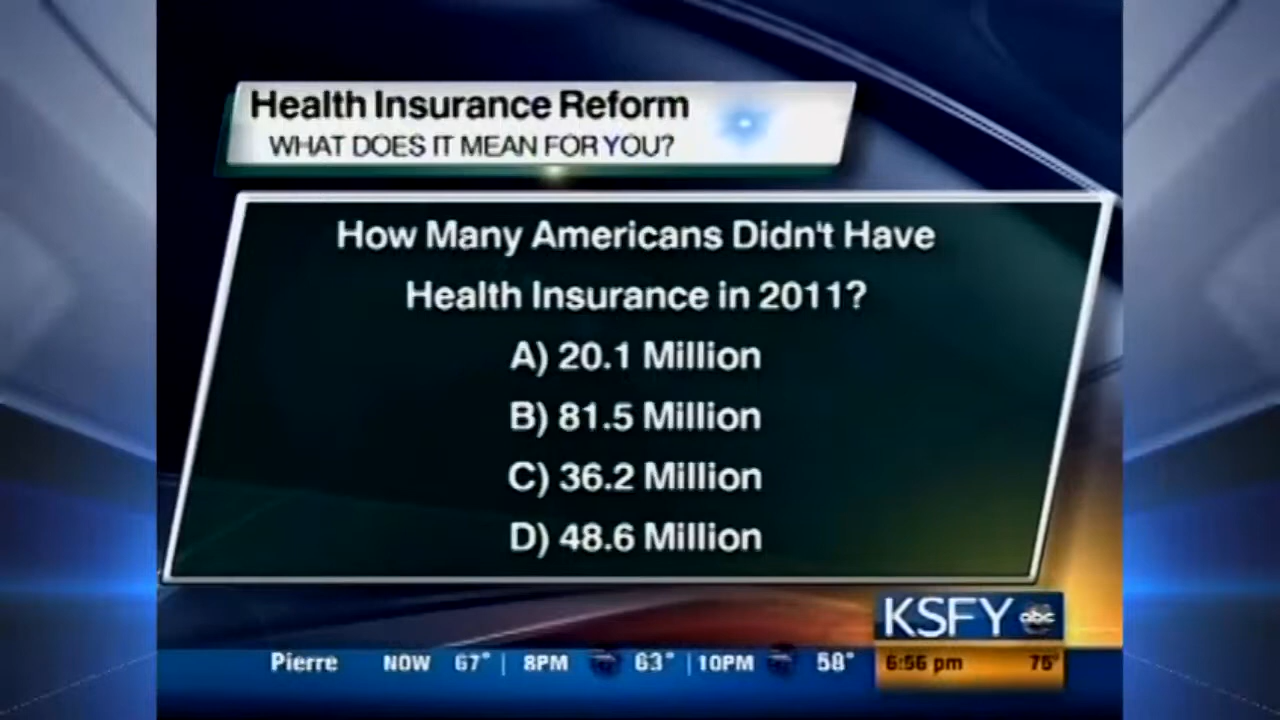 Health Insurance Reform
WHAT DOES IT MEAN FOR YOU?
How Many Americans Didn't Have
Health Insurance in 2011?
A) 20.1 Million
B) 81.5 Million
C) 36.2 Million
D) 48.6 Million
KSFY abc
Pierre NOW 67° | 8PM 63° | 10PM 58° 6:56 pm 75°